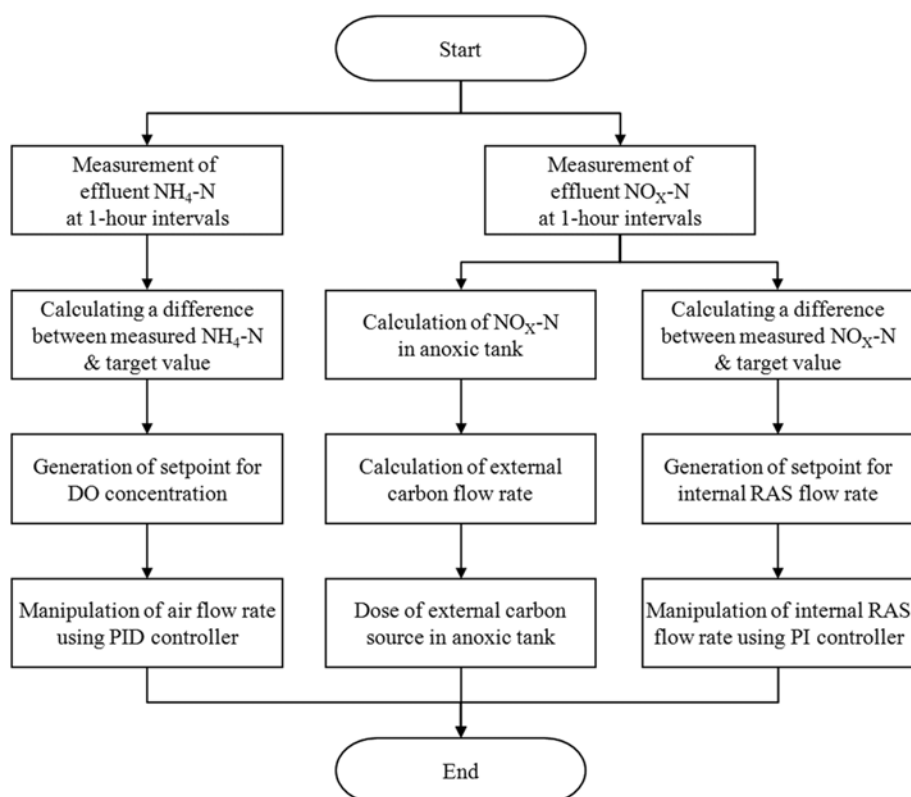 Start
Measurement of
effluent NH₄-N
at 1-hour intervals
Measurement of
effluent NOₓ-N
at 1-hour intervals
Calculating a difference
between measured NH₄-N
& target value
Calculation of NOₓ-N
in anoxic tank
Calculating a difference
between measured NOₓ-N
& target value
Generation of setpoint for
DO concentration
Calculation of external
carbon flow rate
Generation of setpoint for
internal RAS flow rate
Manipulation of air flow rate
using PID controller
Dose of external carbon
source in anoxic tank
Manipulation of internal RAS
flow rate using PI controller
End